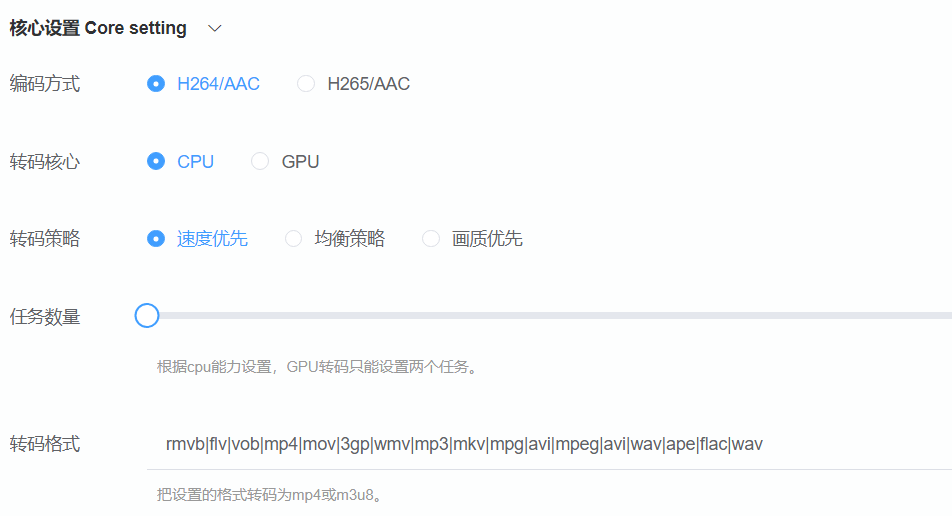 核心设置 Core setting
编码方式 H264/AAC H265/AAC
转码核心 CPU GPU
转码策略 速度优先 均衡策略 画质优先
任务数量
根据cpu能力设置，GPU转码只能设置两个任务。
转码格式 rmvb|flv|vob|mp4|mov|3gp|wmv|mp3|mkv|mpg|avi|mpeg|avi|wav|ape|flac|wav
把设置的格式转码为mp4或m3u8。